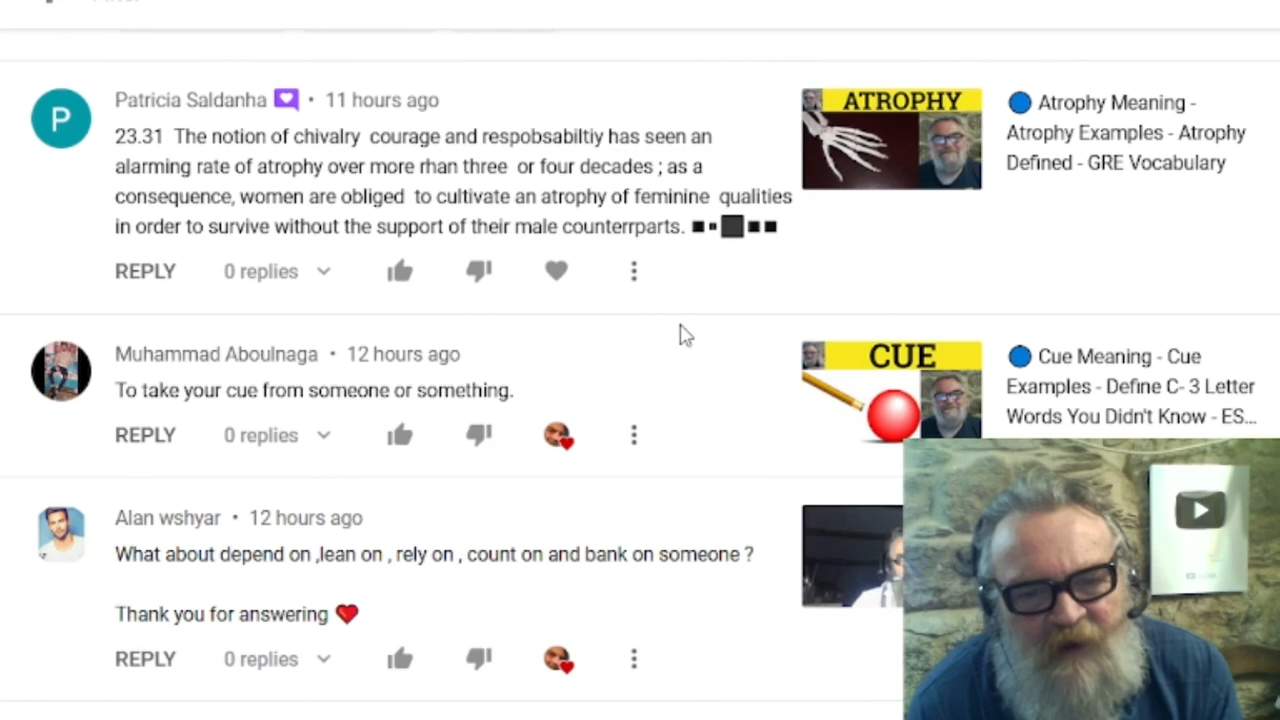 Patricia Saldanha • 11 hours ago
23.31 The notion of chivalry courage and respobsabiltiy has seen an
alarming rate of atrophy over more rhan three or four decades ; as a
consequence, women are obliged to cultivate an atrophy of feminine qualities
in order to survive without the support of their male counterrparts.
REPLY 0 replies
P
ATROPHY
🔵 Atrophy Meaning -
Atrophy Examples - Atrophy
Defined - GRE Vocabulary
Muhammad Aboulnaga • 12 hours ago
To take your cue from someone or something.
REPLY 0 replies
CUE
🔵 Cue Meaning - Cue
Examples - Define C- 3 Letter
Words You Didn't Know - ES...
Alan wshyar • 12 hours ago
What about depend on ,lean on , rely on , count on and bank on someone ?
Thank you for answering ❤️
REPLY 0 replies